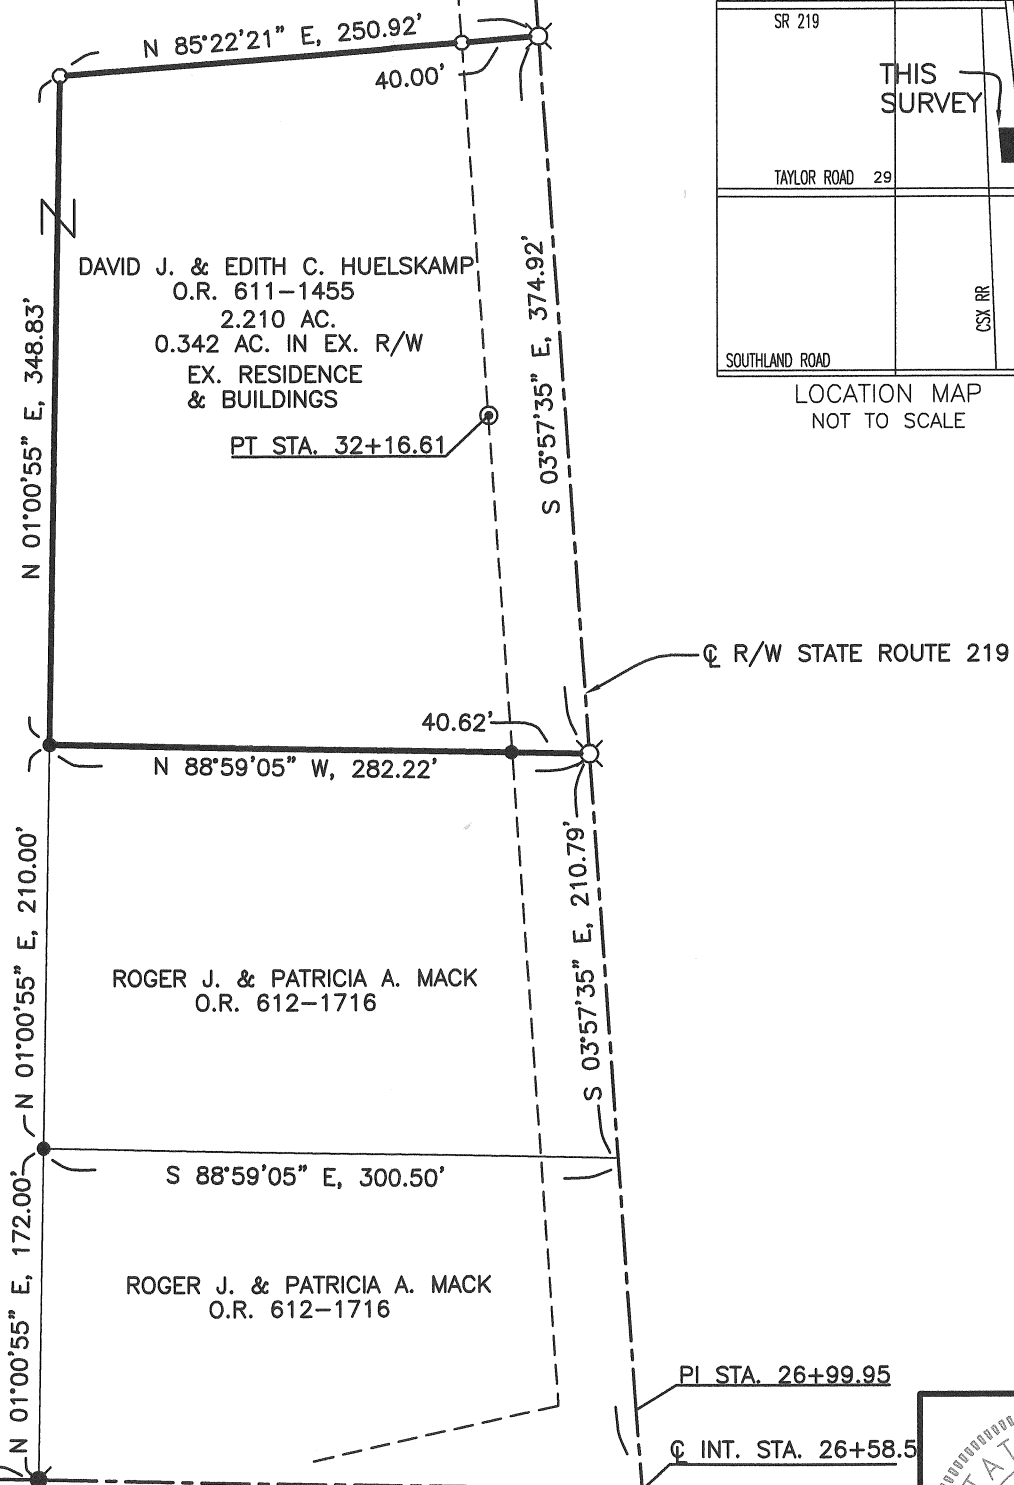 N 85°22'21" E, 250.92'
40.00'
SR 219
THIS
SURVEY
TAYLOR ROAD 29
CSX RR
SOUTHLAND ROAD
LOCATION MAP
NOT TO SCALE
N
DAVID J. & EDITH C. HUELSKAMP
O.R. 611-1455
2.210 AC.
0.342 AC. IN EX. R/W
EX. RESIDENCE
& BUILDINGS
PT STA. 32+16.61
N 01°00'55" E, 348.83'
S 03°57'35" E, 374.92'
℄ R/W STATE ROUTE 219
40.62'
N 88°59'05" W, 282.22'
N 01°00'55" E, 210.00'
S 03°57'35" E, 210.79'
ROGER J. & PATRICIA A. MACK
O.R. 612-1716
S 88°59'05" E, 300.50'
N 01°00'55" E, 172.00'
ROGER J. & PATRICIA A. MACK
O.R. 612-1716
PI STA. 26+99.95
℄ INT. STA. 26+58.5